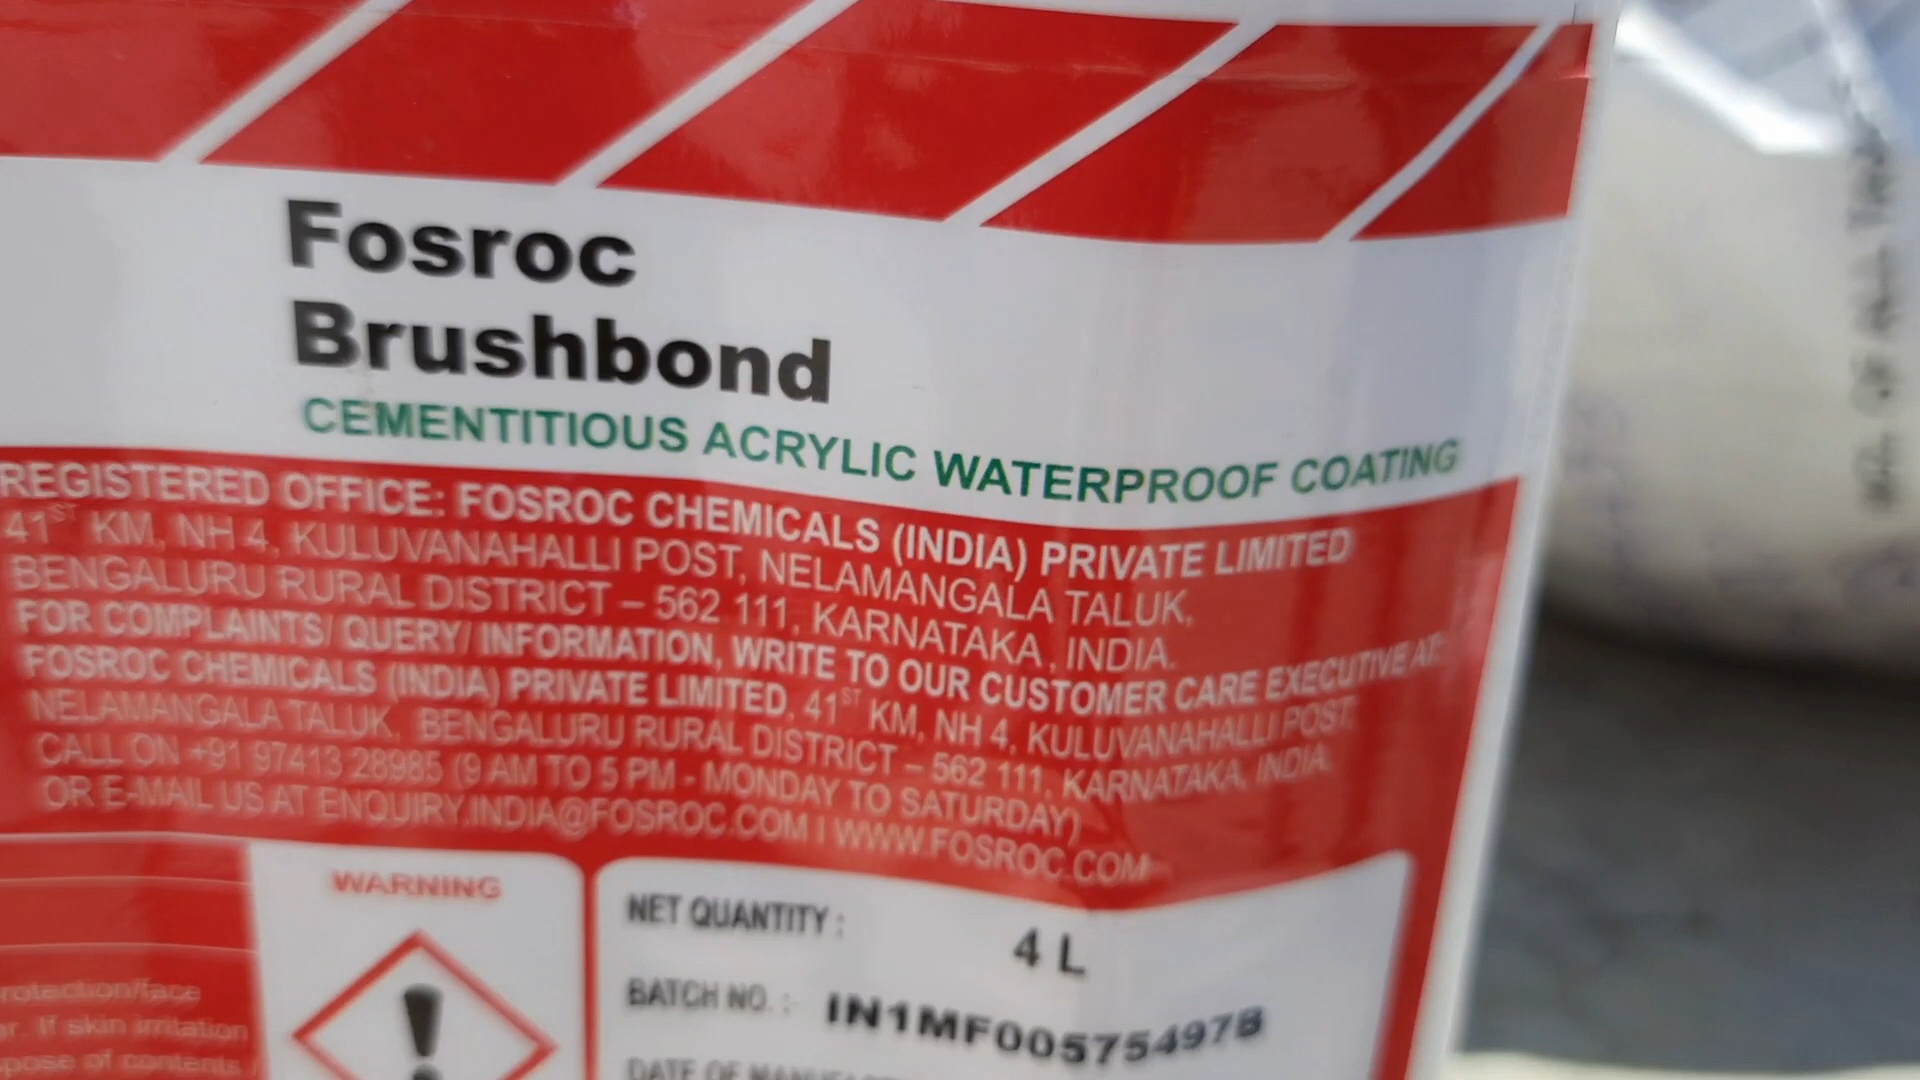 Fosroc
Brushbond
CEMENTITIOUS ACRYLIC WATERPROOF COATING
REGISTERED OFFICE: FOSROC CHEMICALS (INDIA) PRIVATE LIMITED
41ST KM, NH 4, KULUVANAHALLI POST, NELAMANGALA TALUK,
BENGALURU RURAL DISTRICT – 562 111, KARNATAKA, INDIA.
FOR COMPLAINTS/ QUERY/ INFORMATION, WRITE TO OUR CUSTOMER CARE EXECUTIVE AT:
FOSROC CHEMICALS (INDIA) PRIVATE LIMITED, 41ST KM, NH 4, KULUVANAHALLI POST,
NELAMANGALA TALUK, BENGALURU RURAL DISTRICT – 562 111, KARNATAKA, INDIA.
CALL ON +91 97413 28985 (9 AM TO 5 PM - MONDAY TO SATURDAY)
OR E-MAIL US AT ENQUIRY.INDIA@FOSROC.COM I WWW.FOSROC.COM
WARNING
NET QUANTITY : 4 L
BATCH NO. : IN1MF00575497B
DATE OF
rotection/face
r. If skin irritation
pose of contents